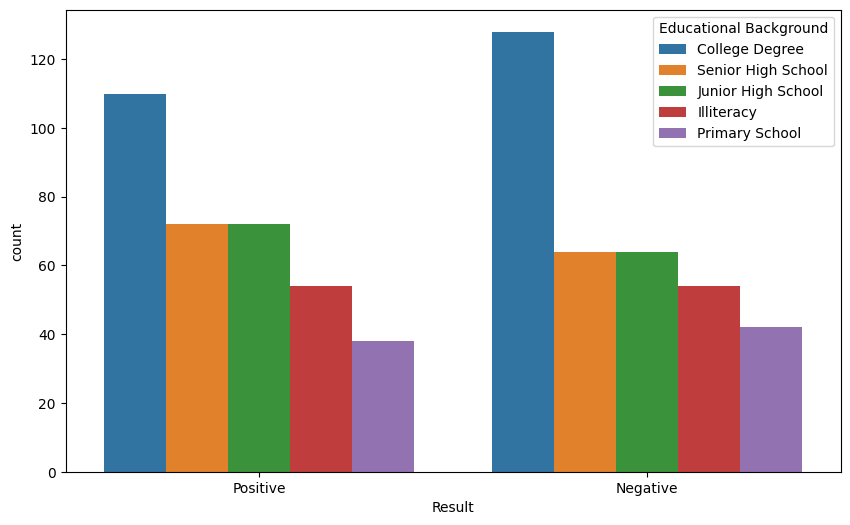 Educational Background
College Degree
Senior High School
Junior High School
Illiteracy
Primary School
count
120
100
80
60
40
20
0
Positive
Negative
Result